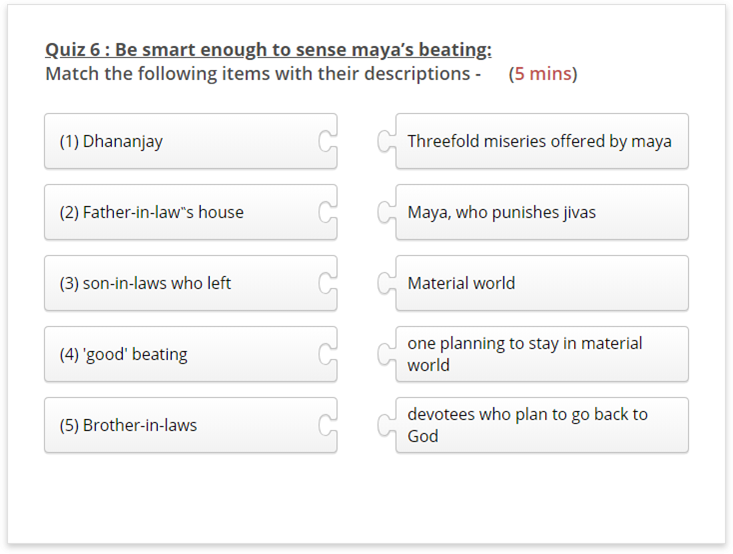 Quiz 6 : Be smart enough to sense maya’s beating:
Match the following items with their descriptions - (5 mins)
(1) Dhananjay
Threefold miseries offered by maya
(2) Father-in-law‟s house
Maya, who punishes jivas
(3) son-in-laws who left
Material world
(4) 'good' beating
one planning to stay in material
world
(5) Brother-in-laws
devotees who plan to go back to
God